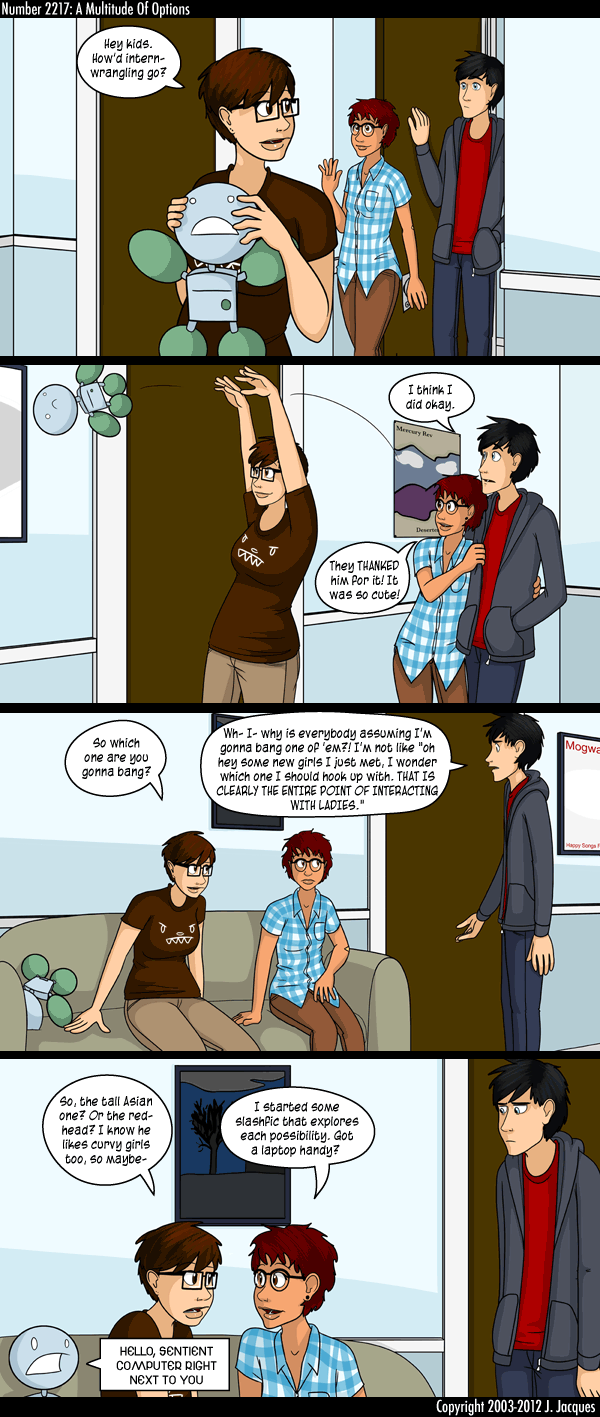 Number 2217: A Multitude Of Options
Hey kids.
How'd intern-
wrangling go?
I think I
did okay.
Mercury Rev
Deserter
They THANKED
him for it! It
was so cute!
So which
one are you
gonna bang?
Wh- I- why is everybody assuming I'm
gonna bang one of 'em?! I'm not like "oh
hey some new girls I just met, I wonder
which one I should hook up with. THAT IS
CLEARLY THE ENTIRE POINT OF INTERACTING
WITH LADIES."
Mogwa
Happy Songs F
So, the tall Asian
one? Or the red-
head? I know he
likes curvy girls
too, so maybe-
I started some
slashfic that explores
each possibility. Got
a laptop handy?
HELLO, SENTIENT
COMPUTER RIGHT
NEXT TO YOU
Copyright 2003-2012 J. Jacques